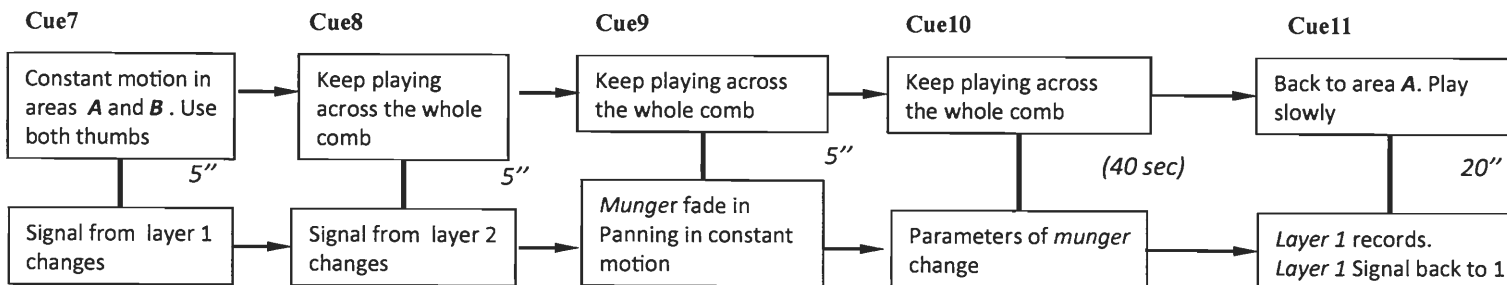 Cue7
Cue8
Cue9
Cue10
Cue11
Constant motion in
areas A and B . Use
both thumbs
Keep playing
across the whole
comb
Keep playing across
the whole comb
Keep playing across
the whole comb
Back to area A. Play
slowly
5″
5″
5″
(40 sec)
20″
Signal from layer 1
changes
Signal from layer 2
changes
Munger fade in
Panning in constant
motion
Parameters of munger
change
Layer 1 records.
Layer 1 Signal back to 1